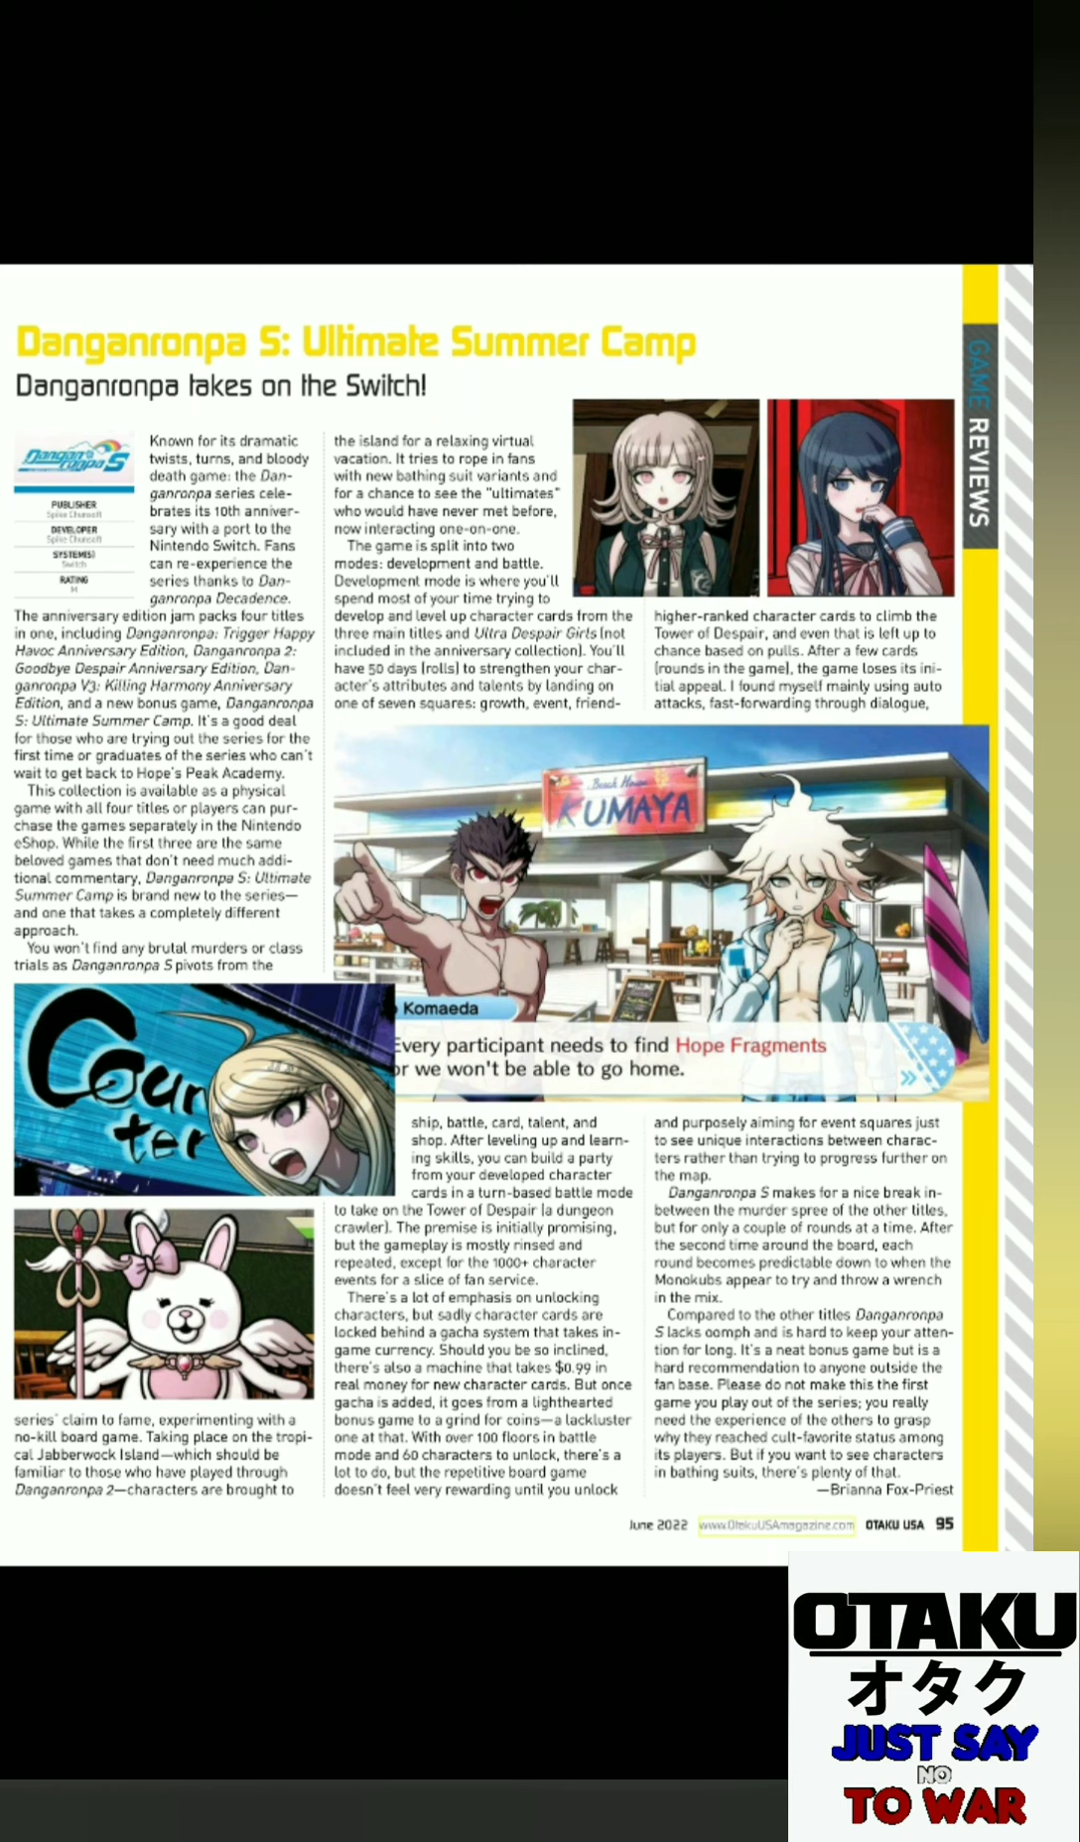 Danganronpa S: Ultimate Summer Camp
Danganronpa takes on the Switch!
GAME REVIEWS
Dangan
ronpa S
PUBLISHER
Spike Chunsoft
DEVELOPER
Spike Chunsoft
SYSTEM(S)
Switch
RATING
M
Known for its dramatic
twists, turns, and bloody
death game: the Dan-
ganronpa series cele-
brates its 10th anniver-
sary with a port to the
Nintendo Switch. Fans
can re-experience the
series thanks to Dan-
ganronpa Decadence.
The anniversary edition jam packs four titles
in one, including Danganronpa: Trigger Happy
Havoc Anniversary Edition, Danganronpa 2:
Goodbye Despair Anniversary Edition, Dan-
ganronpa V3: Killing Harmony Anniversary
Edition, and a new bonus game, Danganronpa
S: Ultimate Summer Camp. It's a good deal
for those who are trying out the series for the
first time or graduates of the series who can't
wait to get back to Hope's Peak Academy.
This collection is available as a physical
game with all four titles or players can pur-
chase the games separately in the Nintendo
eShop. While the first three are the same
beloved games that don't need much addi-
tional commentary, Danganronpa S: Ultimate
Summer Camp is brand new to the series—
and one that takes a completely different
approach.
You won't find any brutal murders or class
trials as Danganronpa S pivots from the
Coun
ter
series' claim to fame, experimenting with a
no-kill board game. Taking place on the tropi-
cal Jabberwock Island—which should be
familiar to those who have played through
Danganronpa 2—characters are brought to
the island for a relaxing virtual
vacation. It tries to rope in fans
with new bathing suit variants and
for a chance to see the "ultimates"
who would have never met before,
now interacting one-on-one.
The game is split into two
modes: development and battle.
Development mode is where you'll
spend most of your time trying to
develop and level up character cards from the
three main titles and Ultra Despair Girls (not
included in the anniversary collection). You'll
have 50 days (rolls) to strengthen your char-
acter's attributes and talents by landing on
one of seven squares: growth, event, friend-
Beach House
KUMAYA
Komaeda
Every participant needs to find Hope Fragments
or we won't be able to go home.
ship, battle, card, talent, and
shop. After leveling up and learn-
ing skills, you can build a party
from your developed character
cards in a turn-based battle mode
to take on the Tower of Despair (a dungeon
crawler). The premise is initially promising,
but the gameplay is mostly rinsed and
repeated, except for the 1000+ character
events for a slice of fan service.
There's a lot of emphasis on unlocking
characters, but sadly character cards are
locked behind a gacha system that takes in-
game currency. Should you be so inclined,
there's also a machine that takes $0.99 in
real money for new character cards. But once
gacha is added, it goes from a lighthearted
bonus game to a grind for coins—a lackluster
one at that. With over 100 floors in battle
mode and 60 characters to unlock, there's a
lot to do, but the repetitive board game
doesn't feel very rewarding until you unlock
higher-ranked character cards to climb the
Tower of Despair, and even that is left up to
chance based on pulls. After a few cards
(rounds in the game), the game loses its ini-
tial appeal. I found myself mainly using auto
attacks, fast-forwarding through dialogue,
and purposely aiming for event squares just
to see unique interactions between charac-
ters rather than trying to progress further on
the map.
Danganronpa S makes for a nice break in-
between the murder spree of the other titles,
but for only a couple of rounds at a time. After
the second time around the board, each
round becomes predictable down to when the
Monokubs appear to try and throw a wrench
in the mix.
Compared to the other titles Danganronpa
S lacks oomph and is hard to keep your atten-
tion for long. It's a neat bonus game but is a
hard recommendation to anyone outside the
fan base. Please do not make this the first
game you play out of the series; you really
need the experience of the others to grasp
why they reached cult-favorite status among
its players. But if you want to see characters
in bathing suits, there's plenty of that.
—Brianna Fox-Priest
June 2022 www.OtakuUSAmagazine.com OTAKU USA 95
OTAKU
オタク
JUST SAY
NO
TO WAR